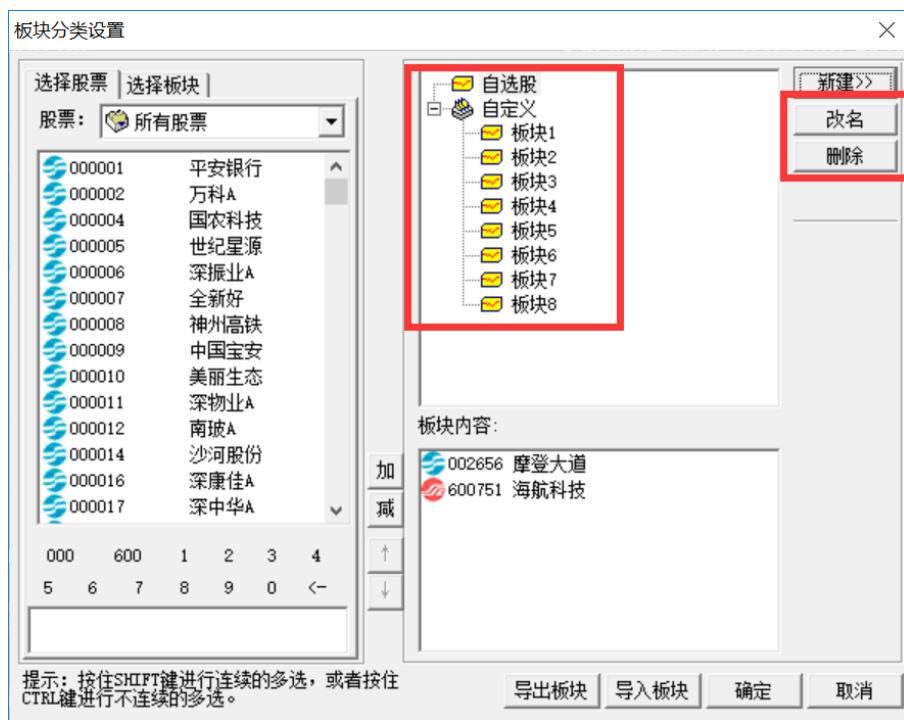 板块分类设置
选择股票 选择板块
股票: 所有股票
000001 平安银行
000002 万科A
000004 国农科技
000005 世纪星源
000006 深振业A
000007 全新好
000008 神州高铁
000009 中国宝安
000010 美丽生态
000011 深物业A
000012 南玻A
000014 沙河股份
000016 深康佳A
000017 深中华A
000 600 1 2 3 4
5 6 7 8 9 0 <-
加
减
↑
↓
自选股
自定义
板块1
板块2
板块3
板块4
板块5
板块6
板块7
板块8
新建>>
改名
删除
板块内容:
002656 摩登大道
600751 海航科技
提示: 按住SHIFT键进行连续的多选，或者按住
CTRL键进行不连续的多选。
导出板块 导入板块 确定 取消